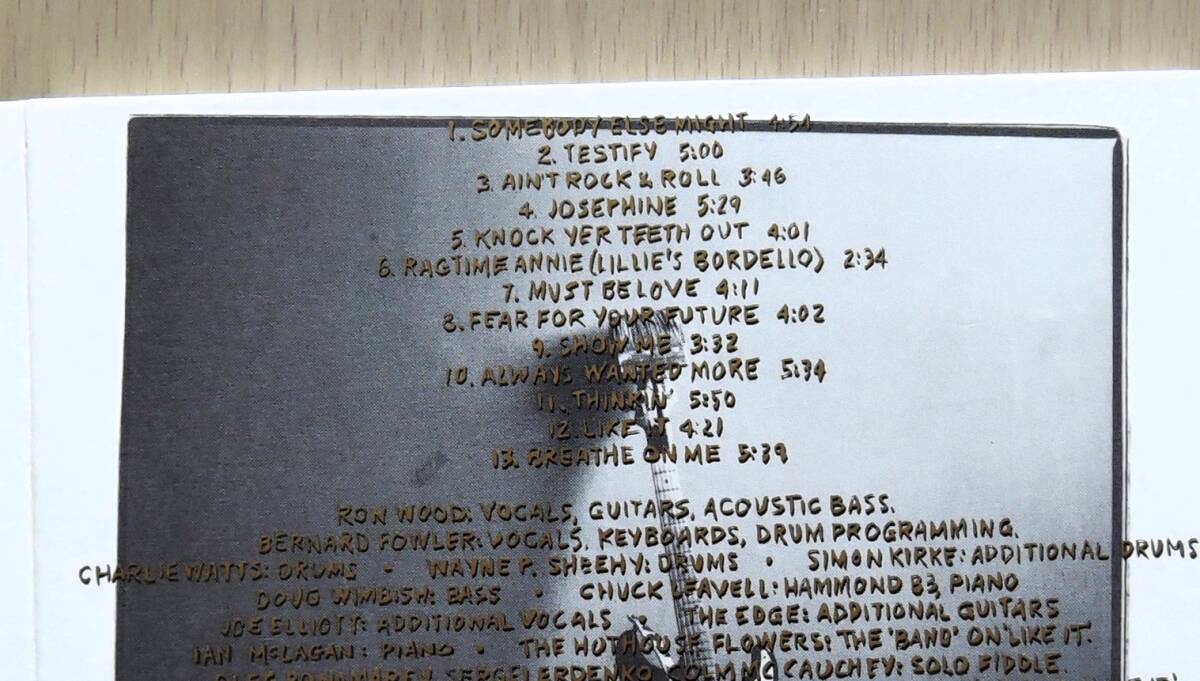 1. SOMEBODY ELSE MIGHT 4:51
2. TESTIFY 5:00
3. AIN'T ROCK & ROLL 3:46
4. JOSEPHINE 5:29
5. KNOCK YER TEETH OUT 4:01
6. RAGTIME ANNIE (LILLIE'S BORDELLO) 2:34
7. MUST BE LOVE 4:11
8. FEAR FOR YOUR FUTURE 4:02
9. SHOW ME 3:32
10. ALWAYS WANTED MORE 5:34
11. THINKIN' 5:50
12. LIKE IT 4:21
13. BREATHE ON ME 5:39
RON WOOD: VOCALS, GUITARS, ACOUSTIC BASS.
BERNARD FOWLER: VOCALS, KEYBOARDS, DRUM PROGRAMMING.
CHARLIE WATTS: DRUMS • WAYNE P. SHEEHY: DRUMS • SIMON KIRKE: ADDITIONAL DRUMS
DOUG WIMBISH: BASS • CHUCK LEAVELL: HAMMOND B3, PIANO
JOE ELLIOTT: ADDITIONAL VOCALS • THE EDGE: ADDITIONAL GUITARS
IAN McLAGAN: PIANO • THE HOTHOUSE FLOWERS: THE 'BAND' ON 'LIKE IT'.
COLM MC CAUGHEY: SOLO FIDDLE.